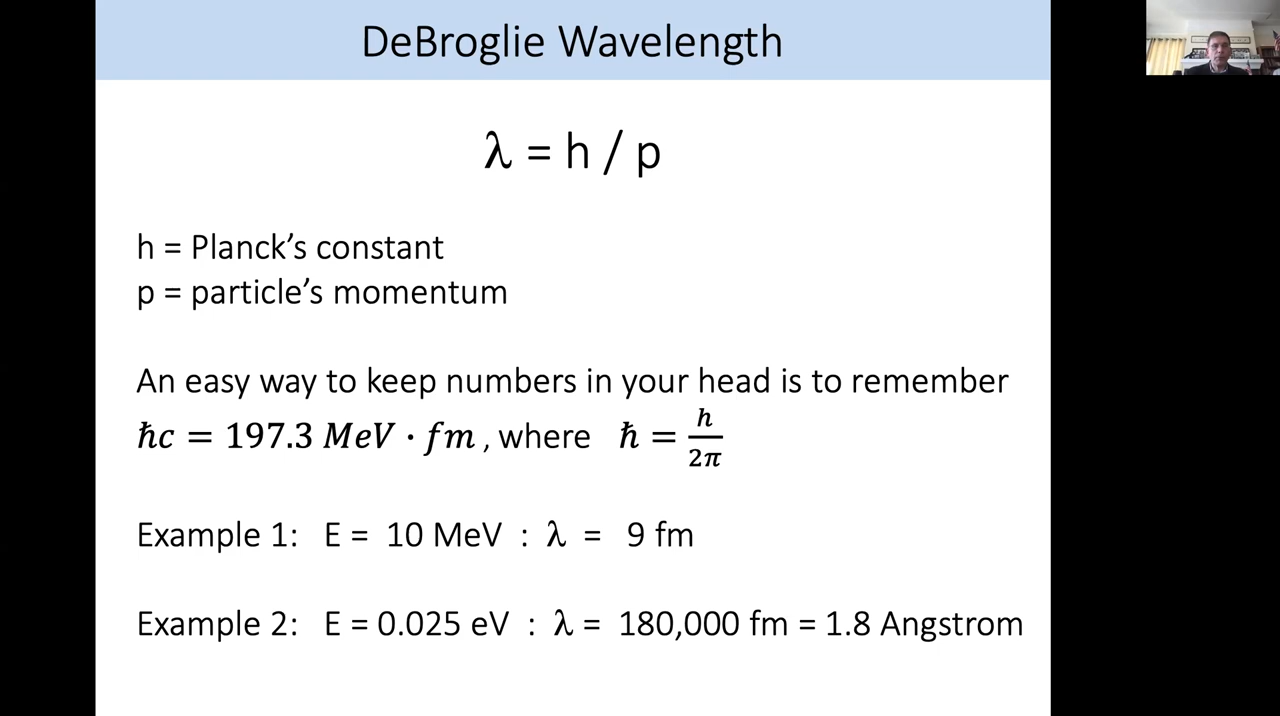 DeBroglie Wavelength
λ = h / p
h = Planck’s constant
p = particle’s momentum
An easy way to keep numbers in your head is to remember
ℏc = 197.3 MeV · fm , where ℏ = h/2π
Example 1: E = 10 MeV : λ = 9 fm
Example 2: E = 0.025 eV : λ = 180,000 fm = 1.8 Angstrom